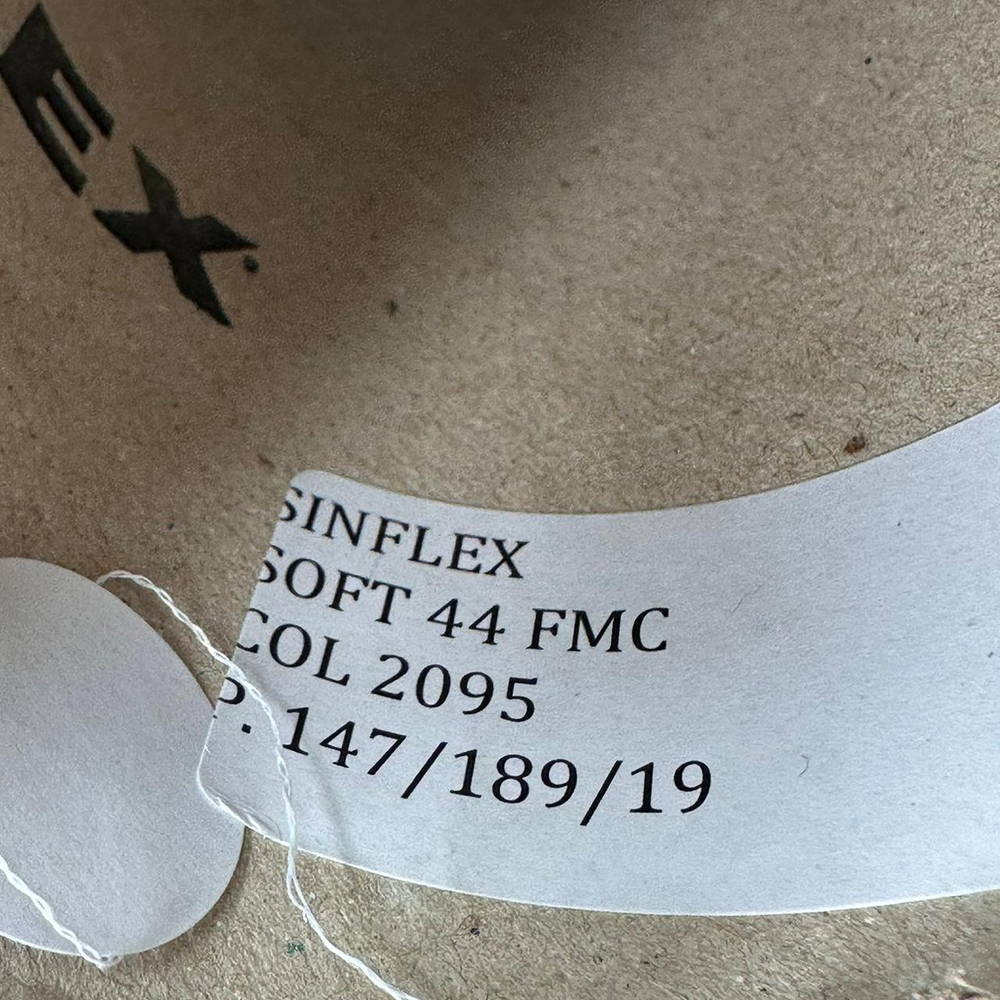 EX.
SINFLEX
SOFT 44 FMC
COL 2095
P. 147/189/19